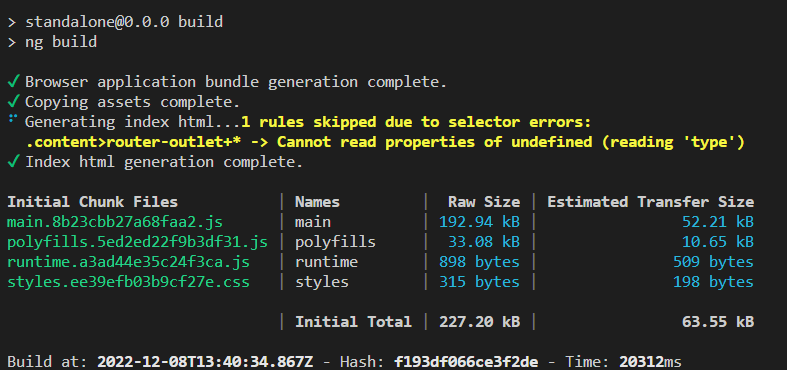 > standalone@0.0.0 build
> ng build
✓ Browser application bundle generation complete.
✓ Copying assets complete.
⠋ Generating index html...1 rules skipped due to selector errors:
.content>router-outlet+* -> Cannot read properties of undefined (reading 'type')
✓ Index html generation complete.
Initial Chunk Files | Names | Raw Size | Estimated Transfer Size
main.8b23cbb27a68faa2.js | main | 192.94 kB | 52.21 kB
polyfills.5ed2ed22f9b3df31.js | polyfills | 33.08 kB | 10.65 kB
runtime.a3ad44e35c24f3ca.js | runtime | 898 bytes | 509 bytes
styles.ee39efb03b9cf27e.css | styles | 315 bytes | 198 bytes
| Initial Total | 227.20 kB | 63.55 kB
Build at: 2022-12-08T13:40:34.867Z - Hash: f193df066ce3f2de - Time: 20312ms